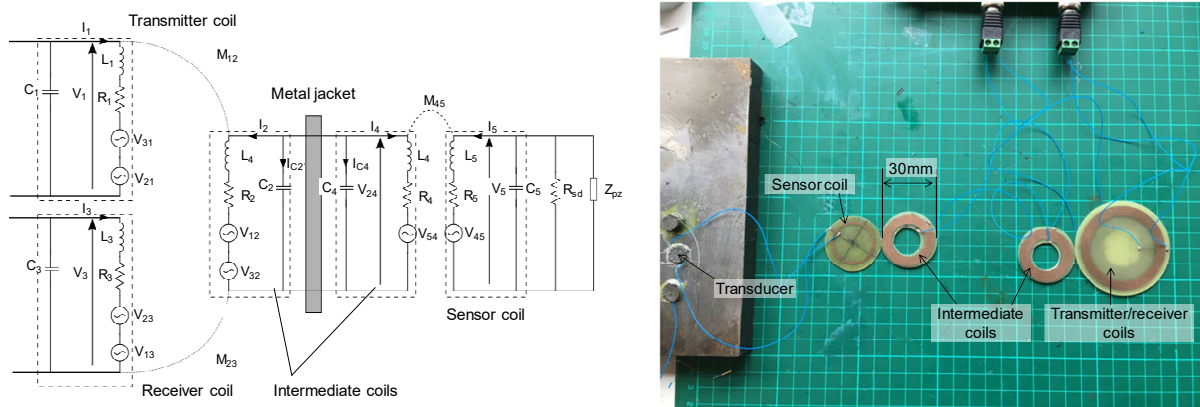 Transmitter coil
I1
M12
L1
C1
V1
R1
V31
V21
Metal jacket
M45
I2
I4
I5
L4
IC2'
IC4
L4
L5
R2
C2
C4
V24
R4
R5
V5
C5
Rsd
Zpz
V12
V54
V45
V32
I3
L3
C3
V3
R3
V23
V13
M23
Receiver coil
Intermediate coils
Sensor coil
30mm
Sensor coil
Transducer
Intermediate
coils
Transmitter/receiver
coils